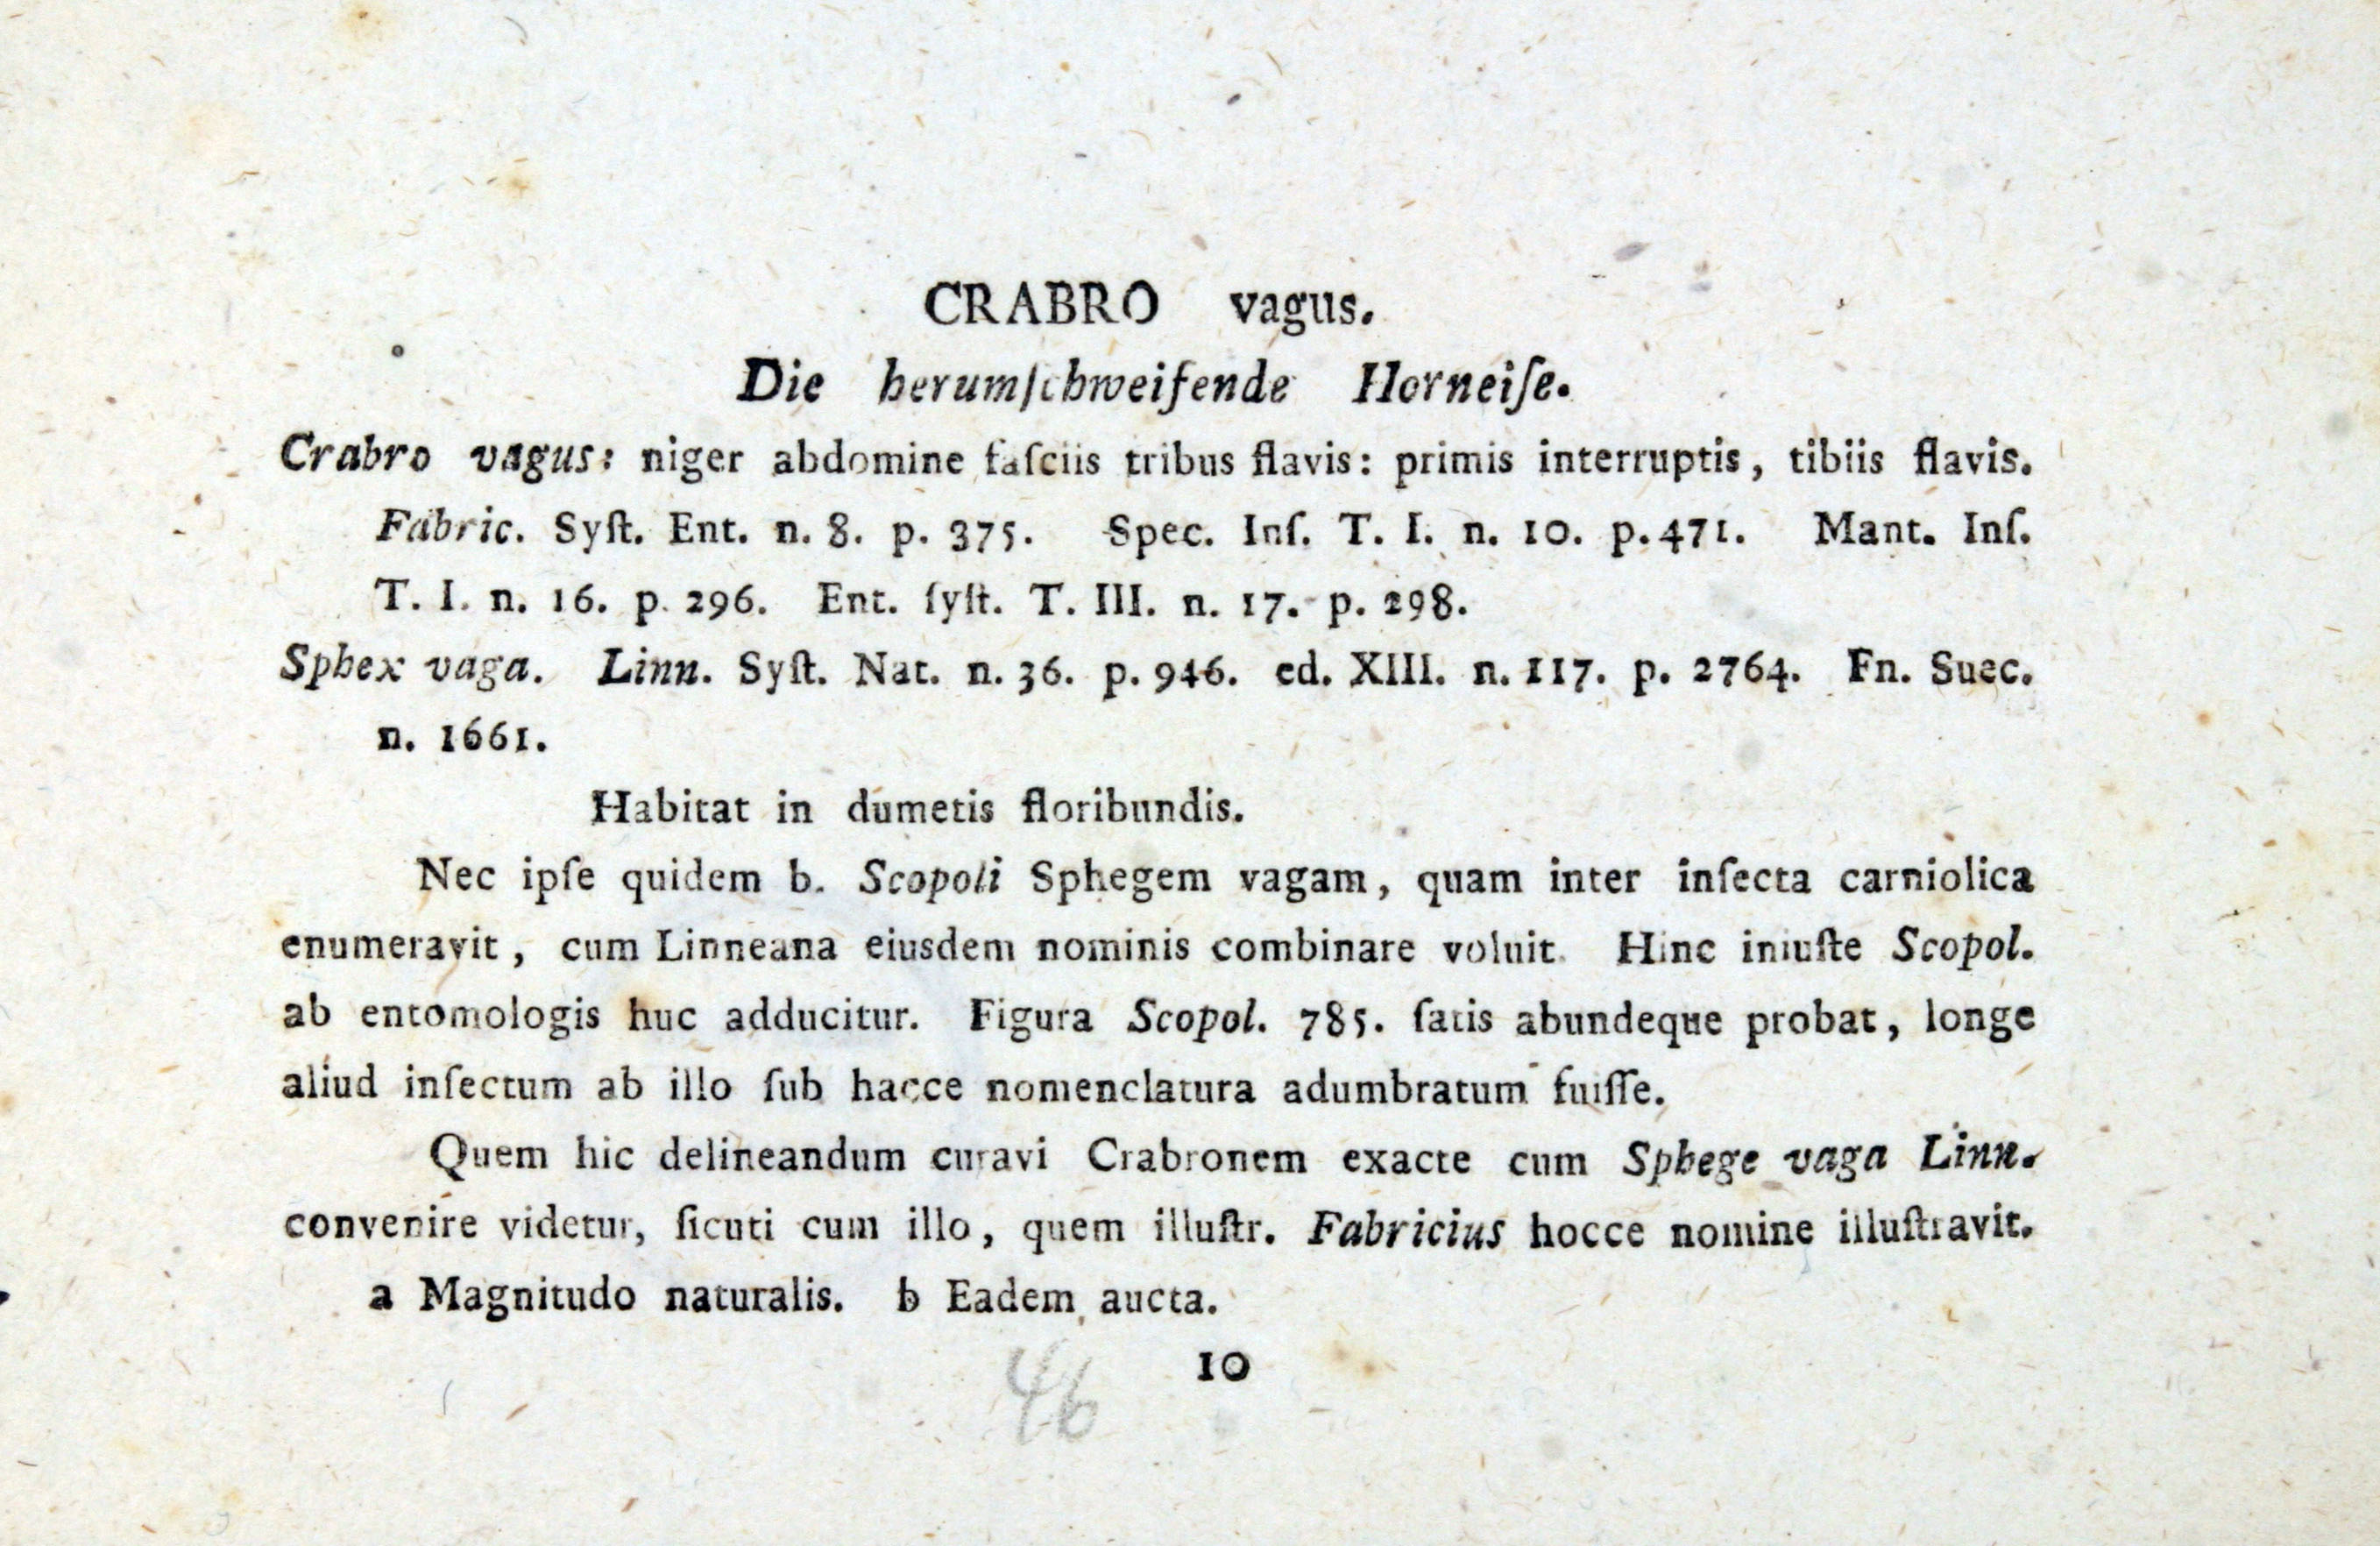 CRABRO vagus.
Die herumſchweifende Horneiſe.
Crabro vagus: niger abdomine faſciis tribus flavis: primis interruptis, tibiis flavis.
Fabric. Syſt. Ent. n. 8. p. 375. Spec. Inſ. T. I. n. 10. p. 471. Mant. Inſ.
T. I. n. 16. p. 296. Ent. ſyſt. T. III. n. 17. p. 298.
Sphex vaga. Linn. Syſt. Nat. n. 36. p. 946. ed. XIII. n. 117. p. 2764. Fn. Suec.
n. 1661.
Habitat in dumetis floribundis.
Nec ipſe quidem b. Scopoli Sphegem vagam, quam inter inſecta carniolica
enumeravit, cum Linneana eiusdem nominis combinare voluit. Hinc iniuſte Scopol.
ab entomologis huc adducitur. Figura Scopol. 785. ſatis abundeque probat, longe
aliud inſectum ab illo ſub hacce nomenclatura adumbratum fuiſſe.
Quem hic delineandum curavi Crabronem exacte cum Sphege vaga Linn.
convenire videtur, ſicuti cum illo, quem illuſtr. Fabricius hocce nomine illuſtravit.
a Magnitudo naturalis. b Eadem aucta.
10
46